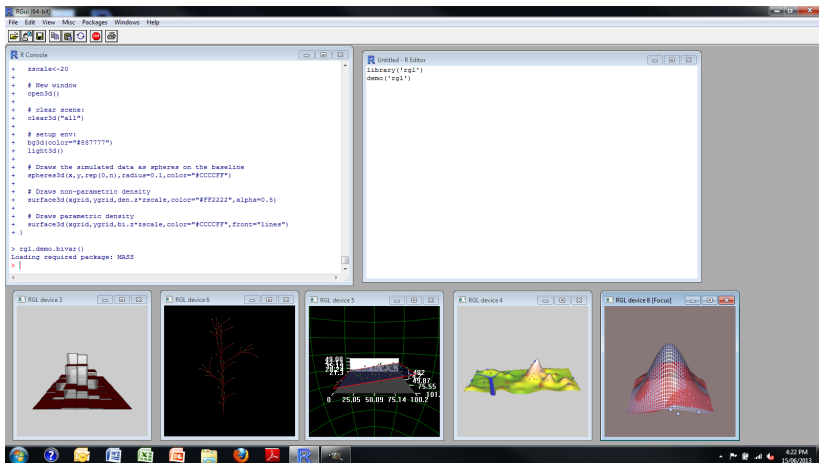 RGui (64-bit)
File Edit View Misc Packages Windows Help
R Console
+ zscale<-20
+
+ # New window
+ open3d()
+
+ # clear scene:
+ clear3d("all")
+
+ # setup env:
+ bg3d(color="#887777")
+ light3d()
+
+ # Draws the simulated data as spheres on the baseline
+ spheres3d(x,y,rep(0,n),radius=0.1,color="#CCCCFF")
+
+ # Draws non-parametric density
+ surface3d(xgrid,ygrid,den.z*zscale,color="#FF2222",alpha=0.5)
+
+ # Draws parametric density
+ surface3d(xgrid,ygrid,bi.z*zscale,color="#CCCCFF",front="lines")
+ }
> rgl.demo.bivar()
Loading required package: MASS
>
Untitled - R Editor
library('rgl')
demo('rgl')
RGL device 3
RGL device 6
RGL device 5
49.08
75.55
0 25.05 50.09 75.14 100.2
RGL device 4
RGL device 8 [Focus]
4:22 PM
15/06/2013